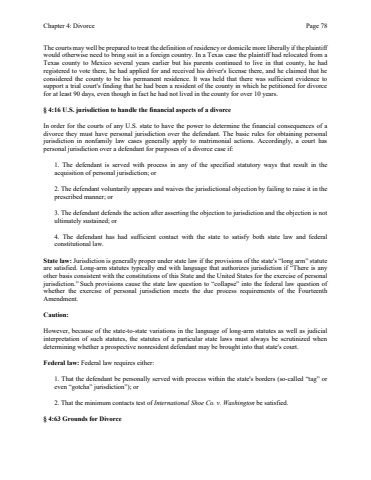 Chapter 4: Divorce Page 78
The courts may well be prepared to treat the definition of residency or domicile more liberally if the plaintiff
would otherwise need to bring suit in a foreign country. In a Texas case the plaintiff had relocated from a
Texas county to Mexico several years earlier but his parents continued to live in that county, he had
registered to vote there, he had applied for and received his driver's license there, and he claimed that he
considered the county to be his permanent residence. It was held that there was sufficient evidence to
support a trial court's finding that he had been a resident of the county in which he petitioned for divorce
for at least 90 days, even though in fact he had not lived in the county for over 10 years.
§ 4:16 U.S. jurisdiction to handle the financial aspects of a divorce
In order for the courts of any U.S. state to have the power to determine the financial consequences of a
divorce they must have personal jurisdiction over the defendant. The basic rules for obtaining personal
jurisdiction in nonfamily law cases generally apply to matrimonial actions. Accordingly, a court has
personal jurisdiction over a defendant for purposes of a divorce case if:
1. The defendant is served with process in any of the specified statutory ways that result in the
acquisition of personal jurisdiction; or
2. The defendant voluntarily appears and waives the jurisdictional objection by failing to raise it in the
prescribed manner; or
3. The defendant defends the action after asserting the objection to jurisdiction and the objection is not
ultimately sustained; or
4. The defendant has had sufficient contact with the state to satisfy both state law and federal
constitutional law.
State law: Jurisdiction is generally proper under state law if the provisions of the state's "long arm" statute
are satisfied. Long-arm statutes typically end with language that authorizes jurisdiction if "There is any
other basis consistent with the constitutions of this State and the United States for the exercise of personal
jurisdiction." Such provisions cause the state law question to "collapse" into the federal law question of
whether the exercise of personal jurisdiction meets the due process requirements of the Fourteenth
Amendment.
Caution:
However, because of the state-to-state variations in the language of long-arm statutes as well as judicial
interpretation of such statutes, the statutes of a particular state laws must always be scrutinized when
determining whether a prospective nonresident defendant may be brought into that state's court.
Federal law: Federal law requires either:
1. That the defendant be personally served with process within the state's borders (so-called "tag" or
even "gotcha" jurisdiction"); or
2. That the minimum contacts test of International Shoe Co. v. Washington be satisfied.
§ 4:63 Grounds for Divorce